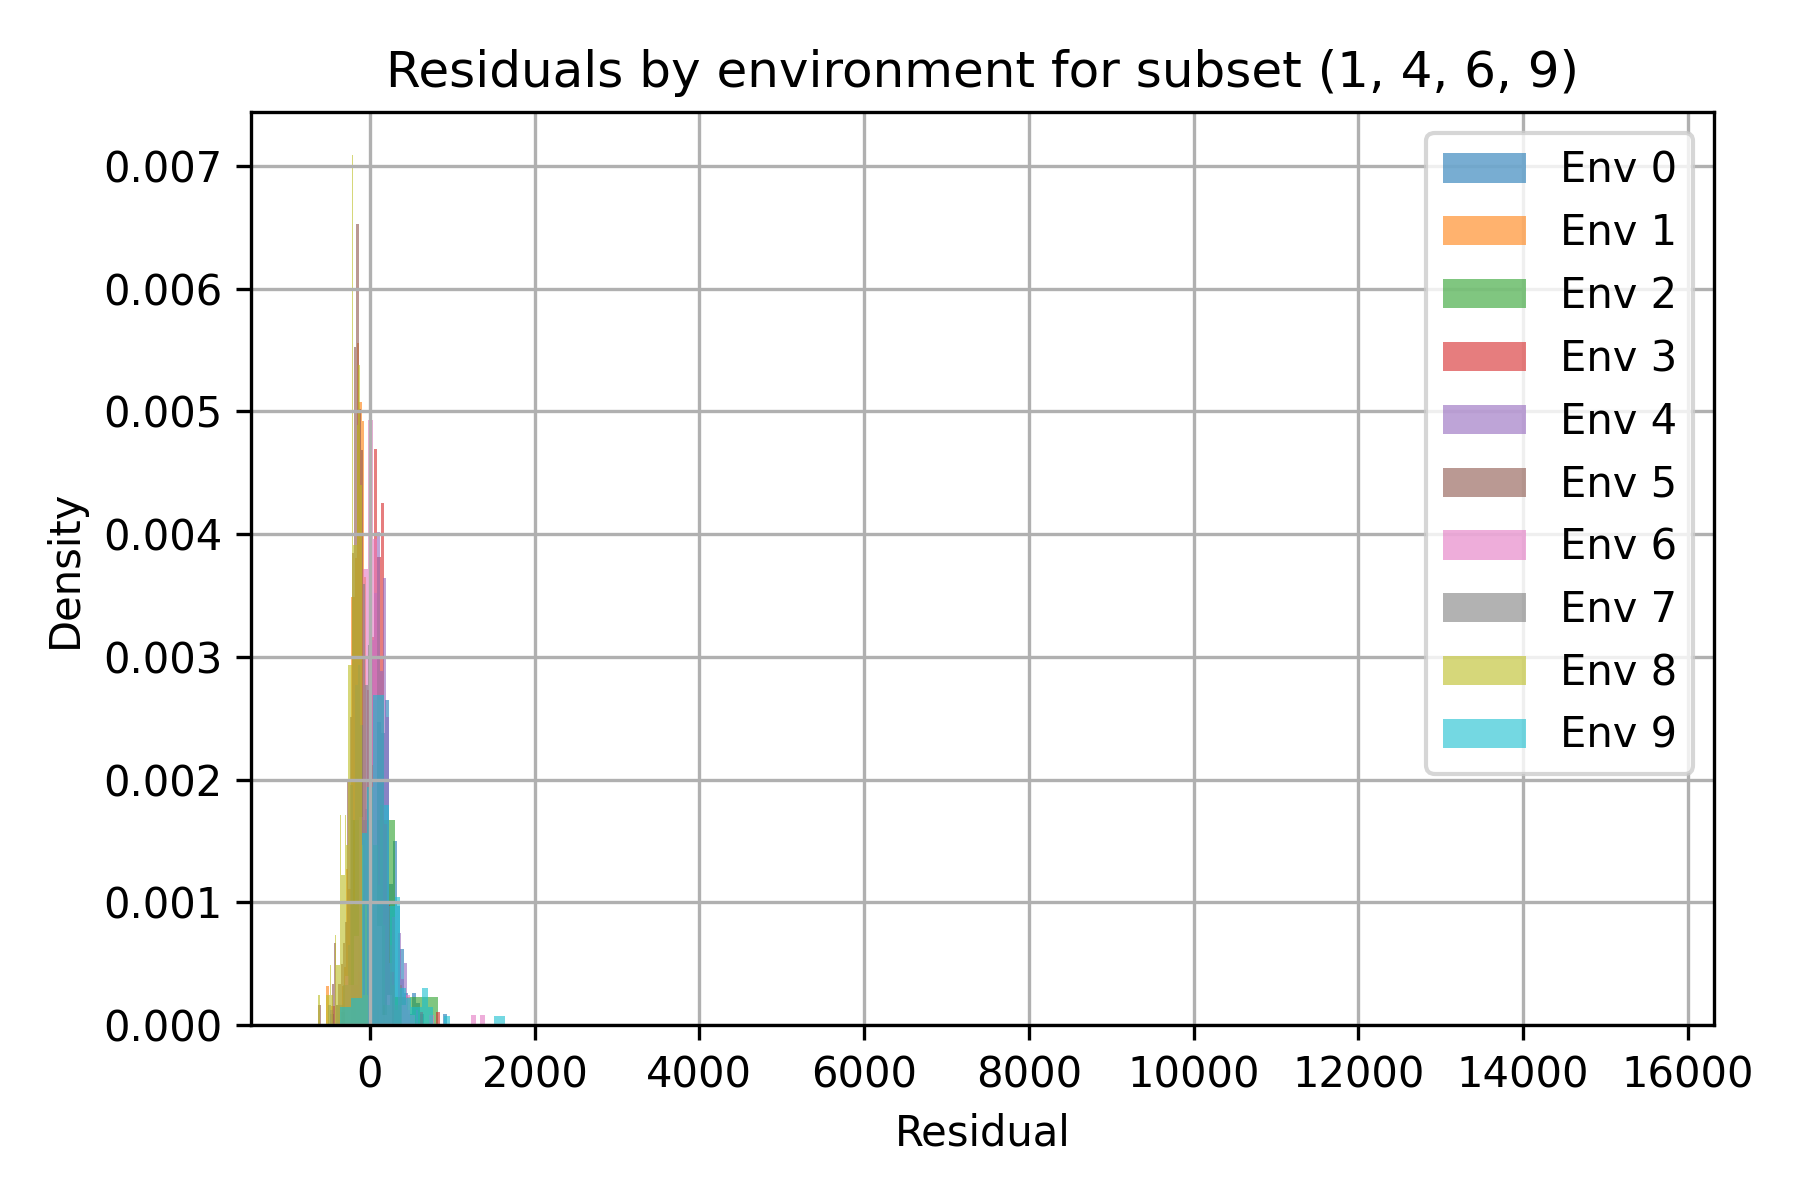 Residuals by environment for subset (1, 4, 6, 9)
Density
0.007
0.006
0.005
0.004
0.003
0.002
0.001
0.000
0 2000 4000 6000 8000 10000 12000 14000 16000
Residual
Env 0
Env 1
Env 2
Env 3
Env 4
Env 5
Env 6
Env 7
Env 8
Env 9